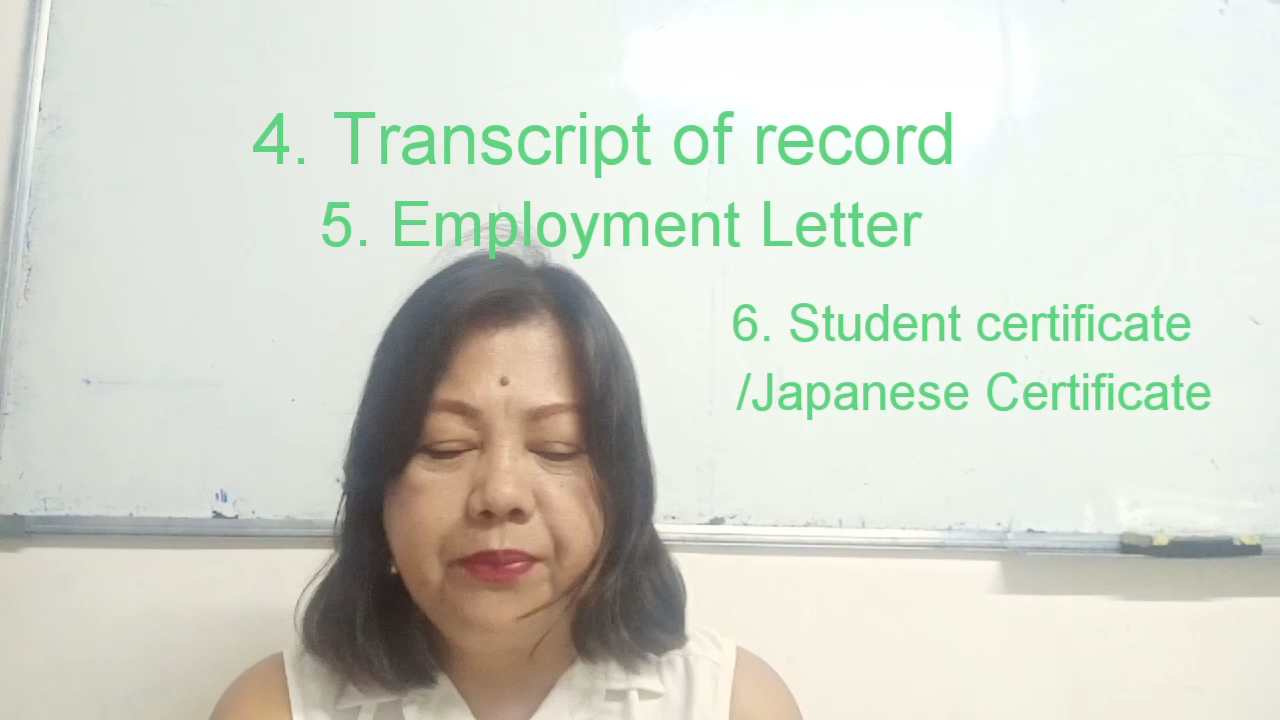 4. Transcript of record
5. Employment Letter
6. Student certificate
/Japanese Certificate